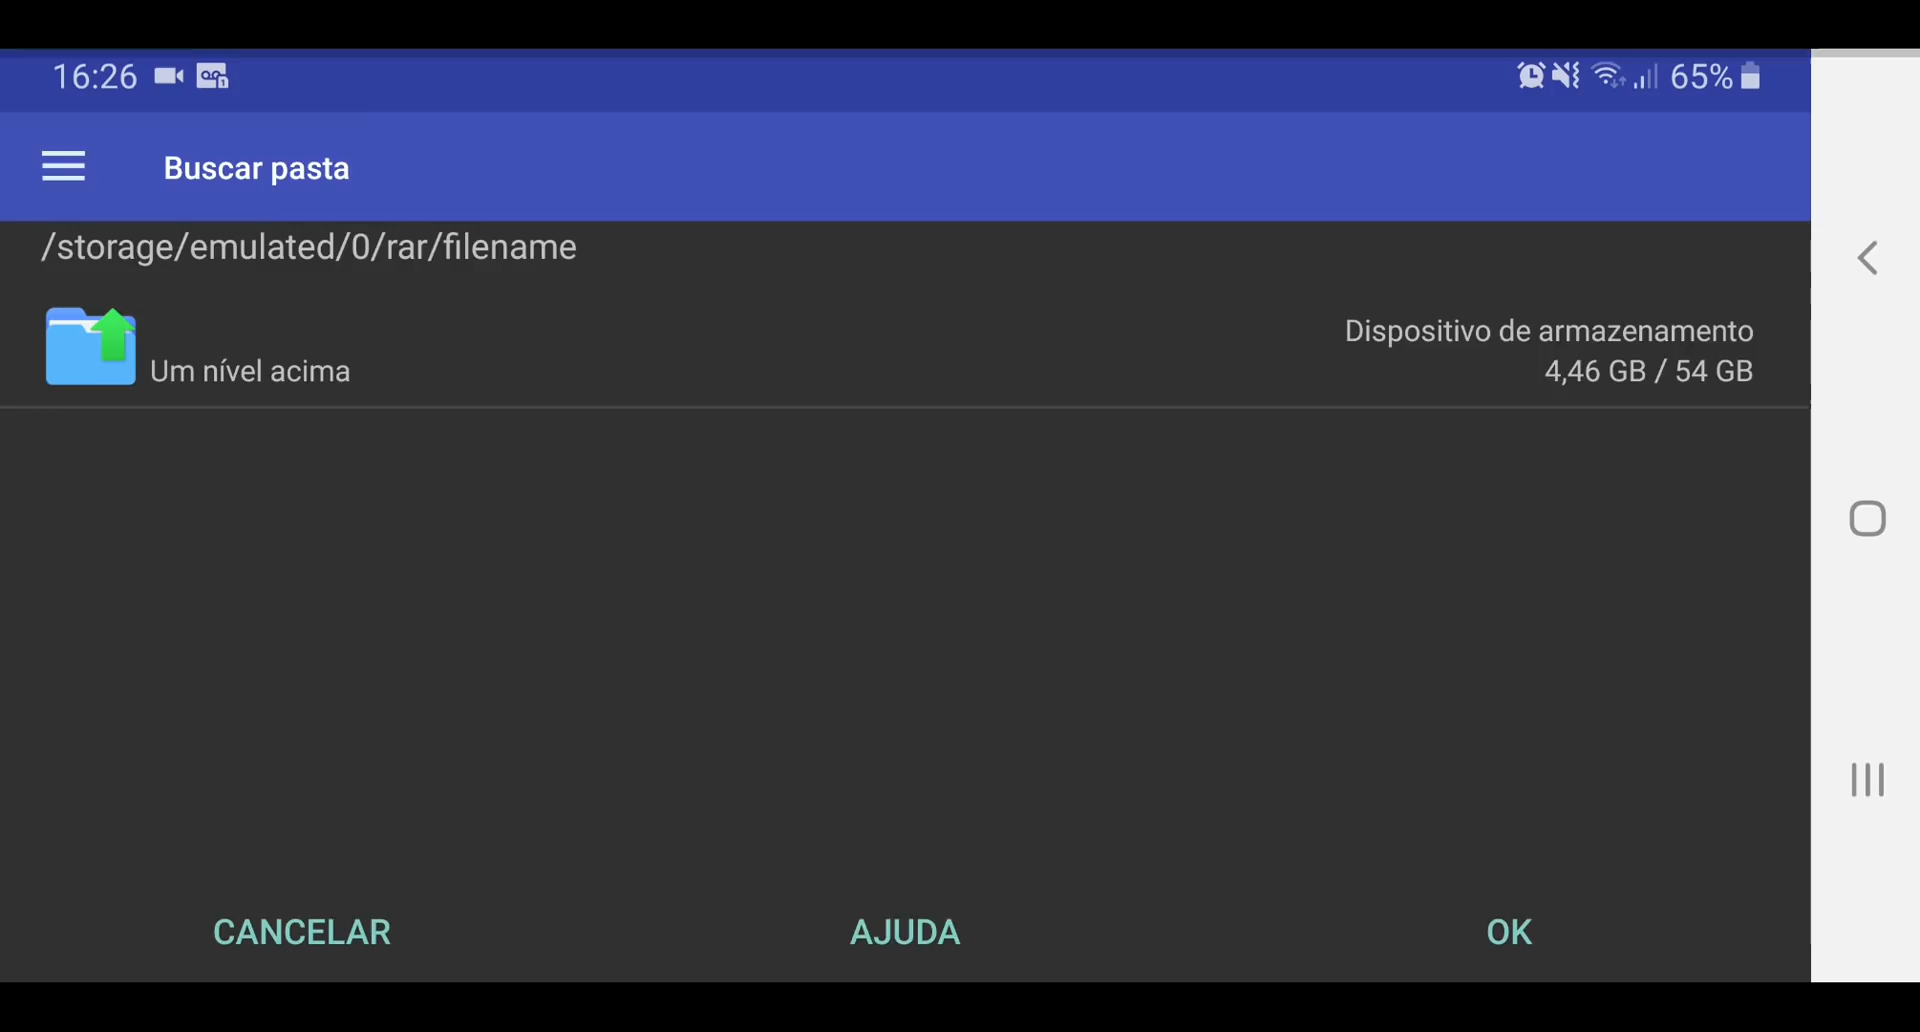 16:26
65%
Buscar pasta
/storage/emulated/0/rar/filename
Um nível acima
Dispositivo de armazenamento
4,46 GB / 54 GB
CANCELAR
AJUDA
OK